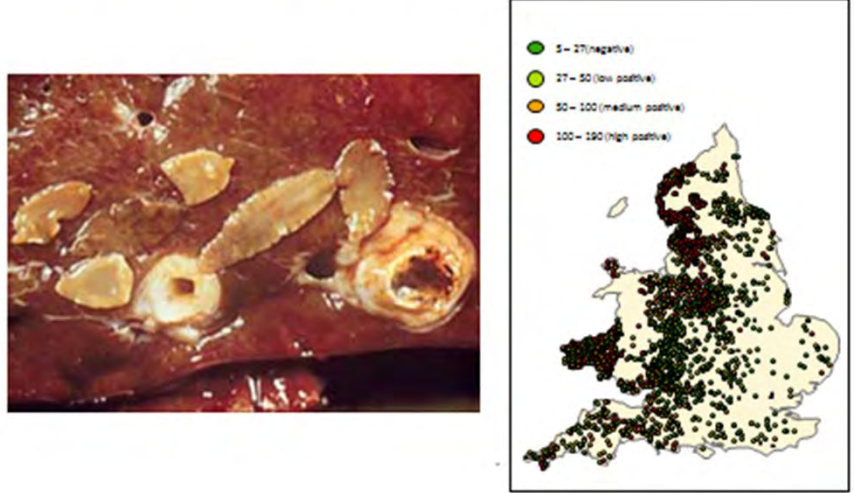 5 – 27(negative)
27 – 50 (low positive)
50 – 100 (medium positive)
100 – 190 (high positive)